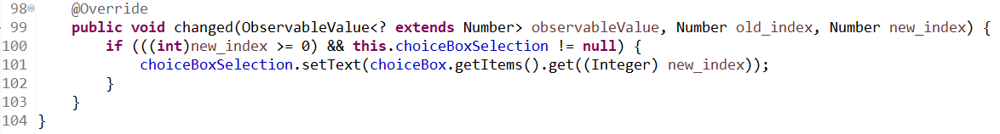 98 @Override
99 public void changed(ObservableValue<? extends Number> observableValue, Number old_index, Number new_index) {
100 if (((int)new_index >= 0) && this.choiceBoxSelection != null) {
101 choiceBoxSelection.setText(choiceBox.getItems().get((Integer) new_index));
102 }
103 }
104 }